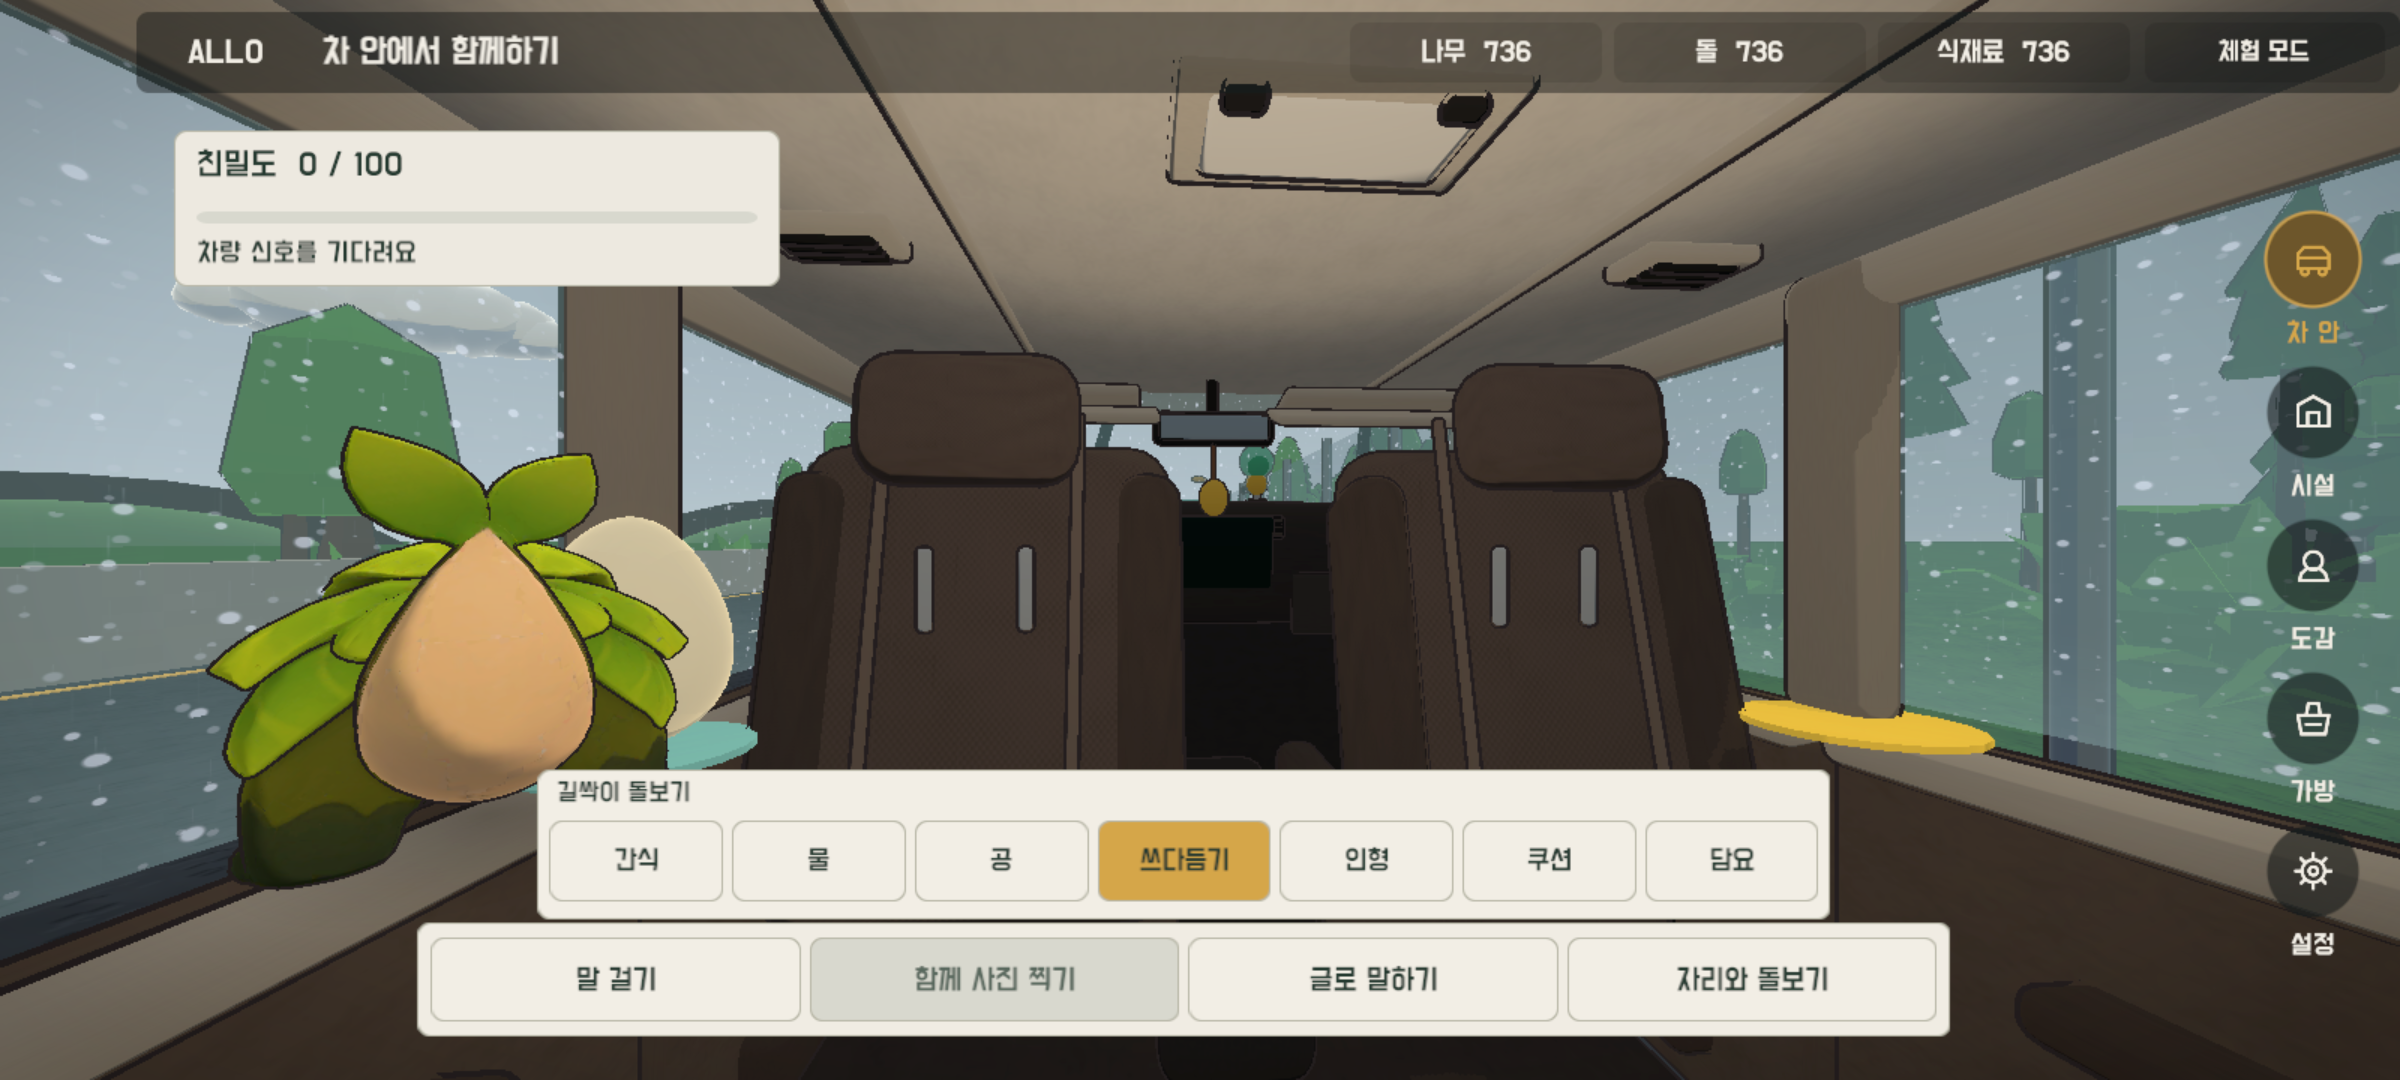 ALLO 차 안에서 함께하기 나무 736 돌 736 식재료 736 체험 모드
친밀도 0 / 100
차량 신호를 기다려요
차 안
시설
도감
가방
설정
길싹이 돌보기
간식 물 공 쓰다듬기 인형 쿠션 담요
말 걸기 함께 사진 찍기 글로 말하기 자리와 돌보기